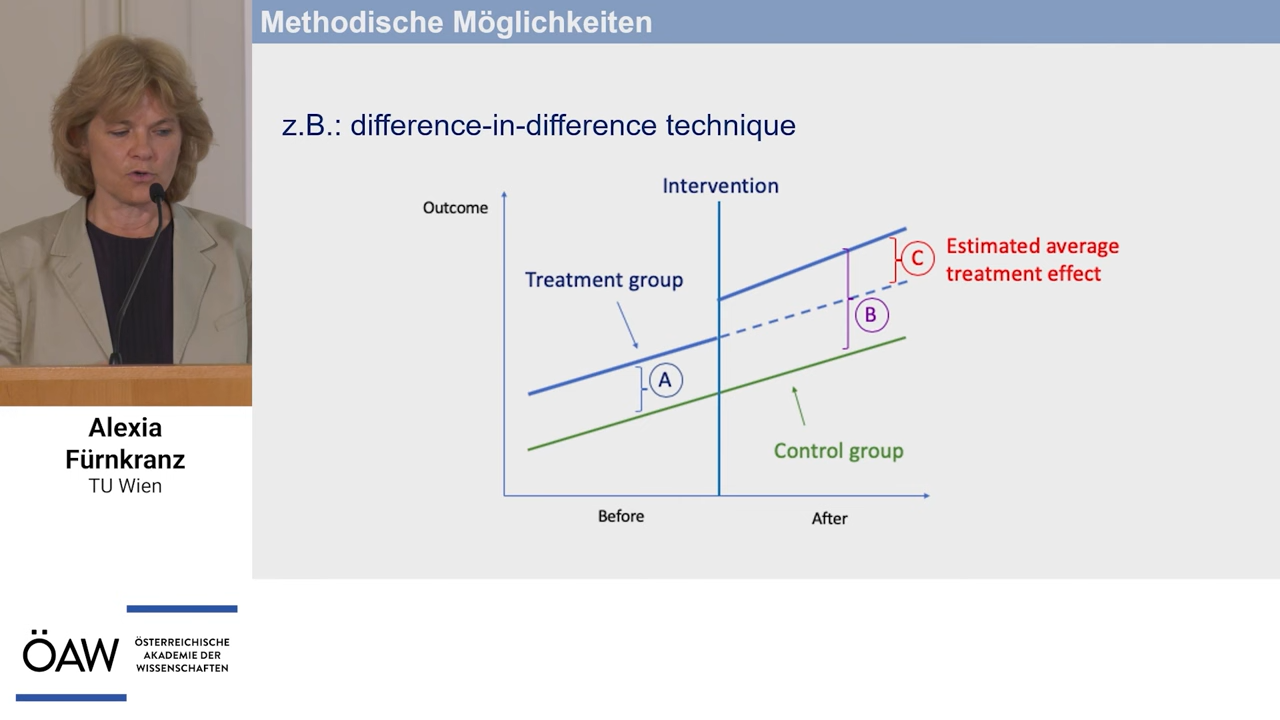 Methodische Möglichkeiten
z.B.: difference-in-difference technique
Intervention
Outcome
Treatment group
A
B
C
Estimated average
treatment effect
Control group
Before
After
Alexia
Fürnkranz
TU Wien
ÖAW
ÖSTERREICHISCHE
AKADEMIE DER
WISSENSCHAFTEN